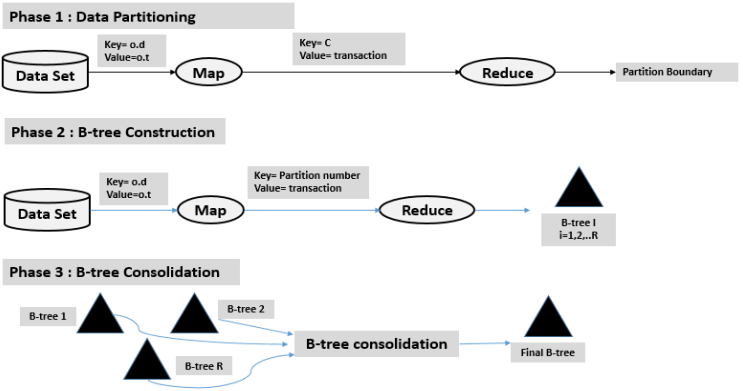 Phase 1 : Data Partitioning
Key= o.d
Value=o.t
Key= C
Value= transaction
Data Set
Map
Reduce
Partition Boundary
Phase 2 : B-tree Construction
Key= o.d
Value=o.t
Key= Partition number
Value= transaction
Data Set
Map
Reduce
B-tree I
i=1,2,..R
Phase 3 : B-tree Consolidation
B-tree 1
B-tree 2
B-tree R
B-tree consolidation
Final B-tree